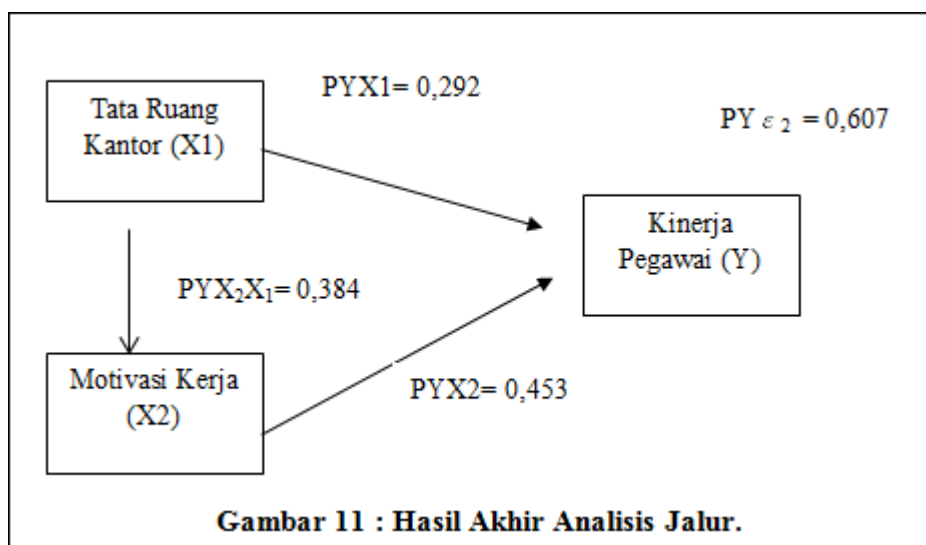 PYX1= 0,292
Tata Ruang
Kantor (X1)
PY ε 2 = 0,607
Kinerja
Pegawai (Y)
PYX₂X₁= 0,384
Motivasi Kerja
(X2)
PYX2= 0,453
Gambar 11 : Hasil Akhir Analisis Jalur.